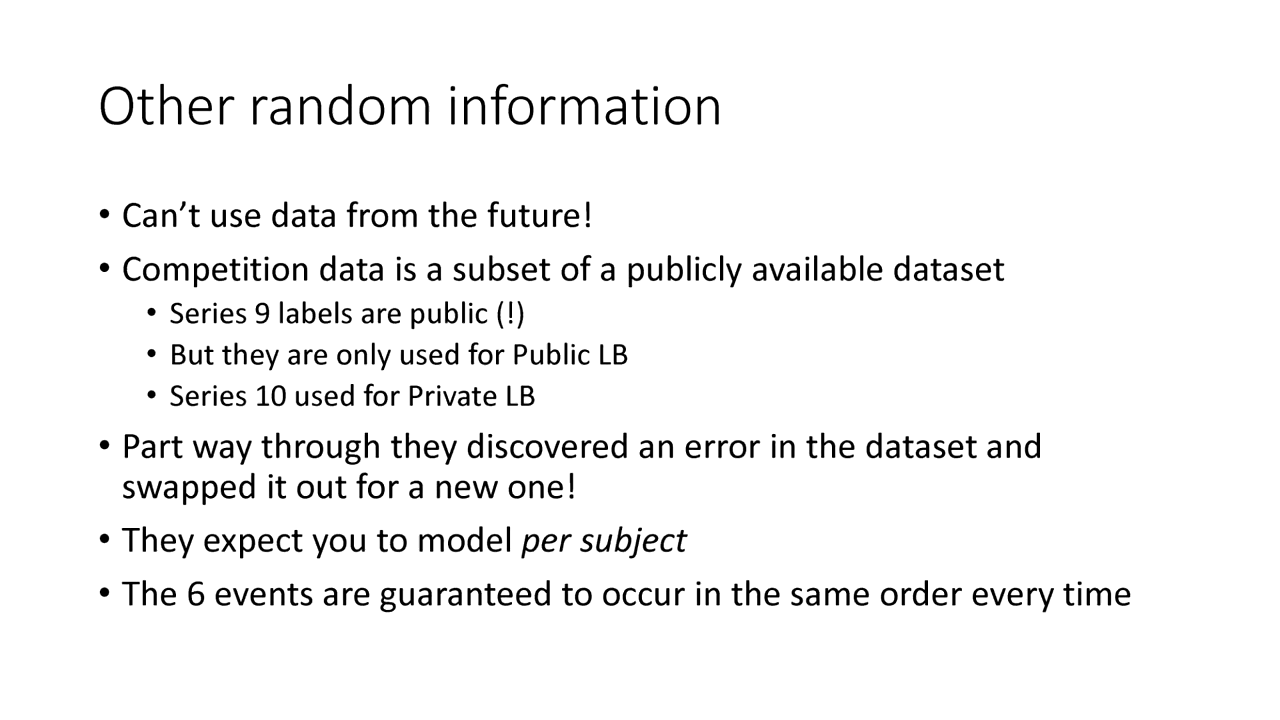 Other random information
• Can’t use data from the future!
• Competition data is a subset of a publicly available dataset
• Series 9 labels are public (!)
• But they are only used for Public LB
• Series 10 used for Private LB
• Part way through they discovered an error in the dataset and
swapped it out for a new one!
• They expect you to model per subject
• The 6 events are guaranteed to occur in the same order every time